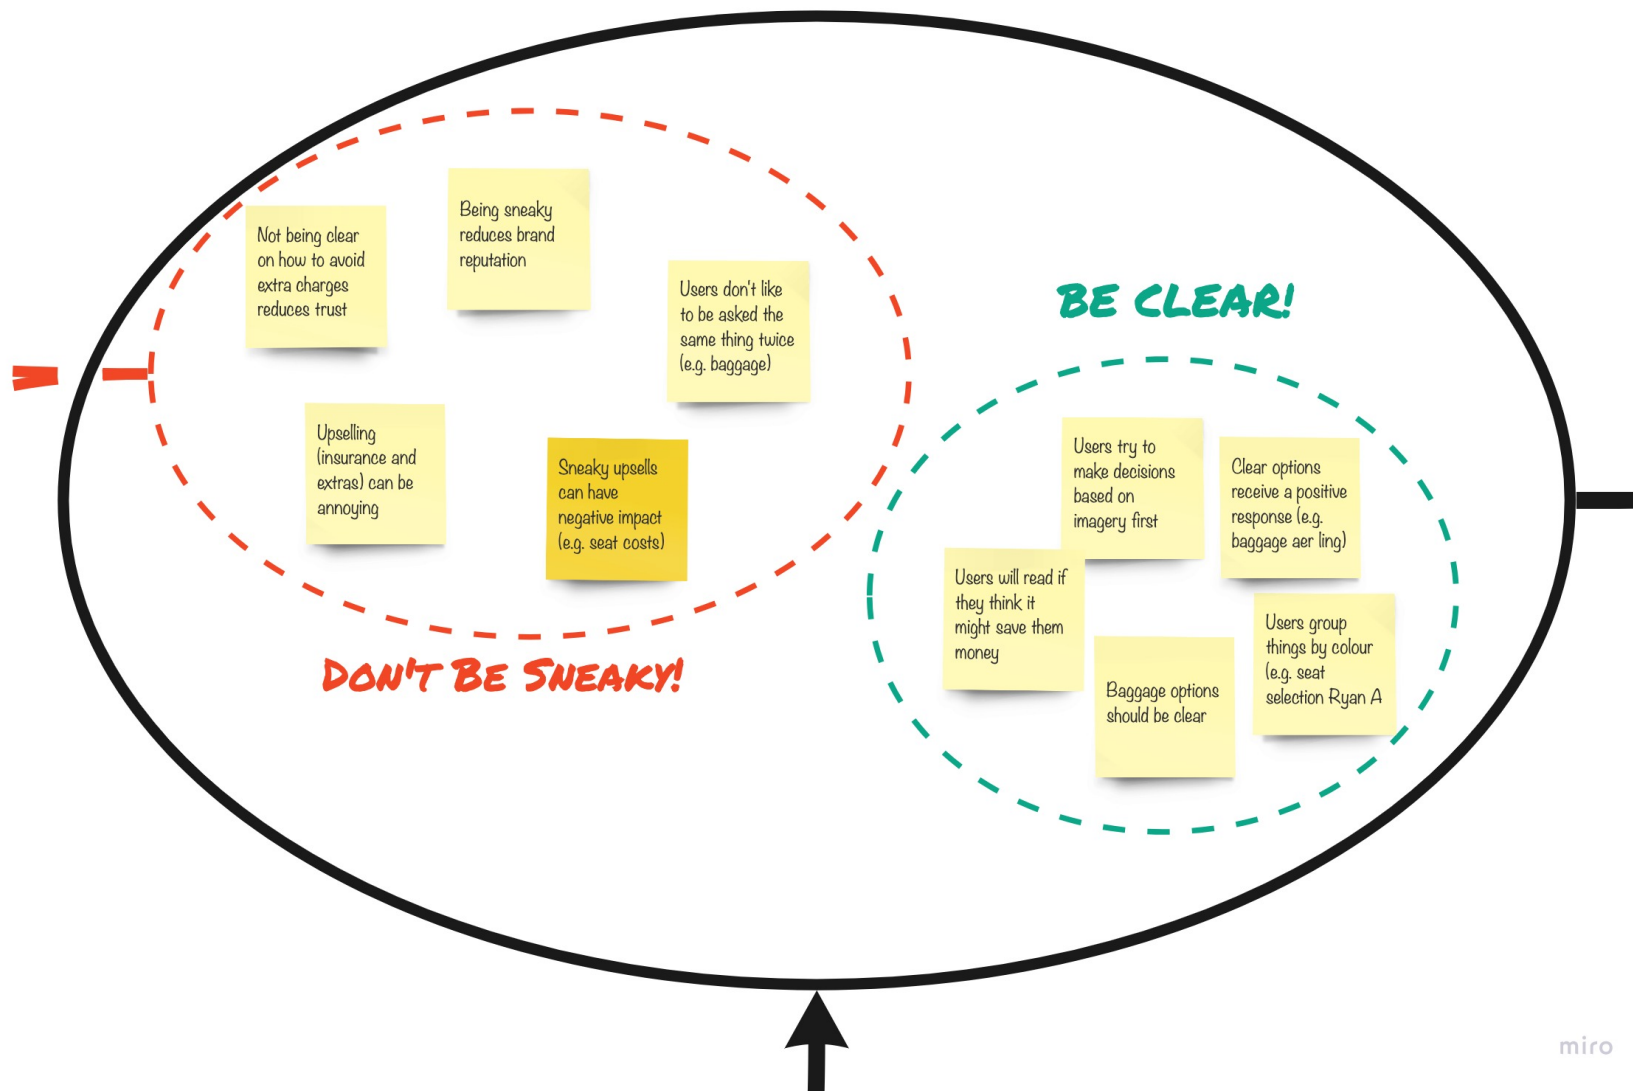 Not being clear
on how to avoid
extra charges
reduces trust
Being sneaky
reduces brand
reputation
Users don't like
to be asked the
same thing twice
(e.g. baggage)
Upselling
(insurance and
extras) can be
annoying
Sneaky upsells
can have
negative impact
(e.g. seat costs)
DON'T BE SNEAKY!
BE CLEAR!
Users try to
make decisions
based on
imagery first
Clear options
receive a positive
response (e.g.
baggage aer ling)
Users will read if
they think it
might save them
money
Baggage options
should be clear
Users group
things by colour
(e.g. seat
selection Ryan A
miro